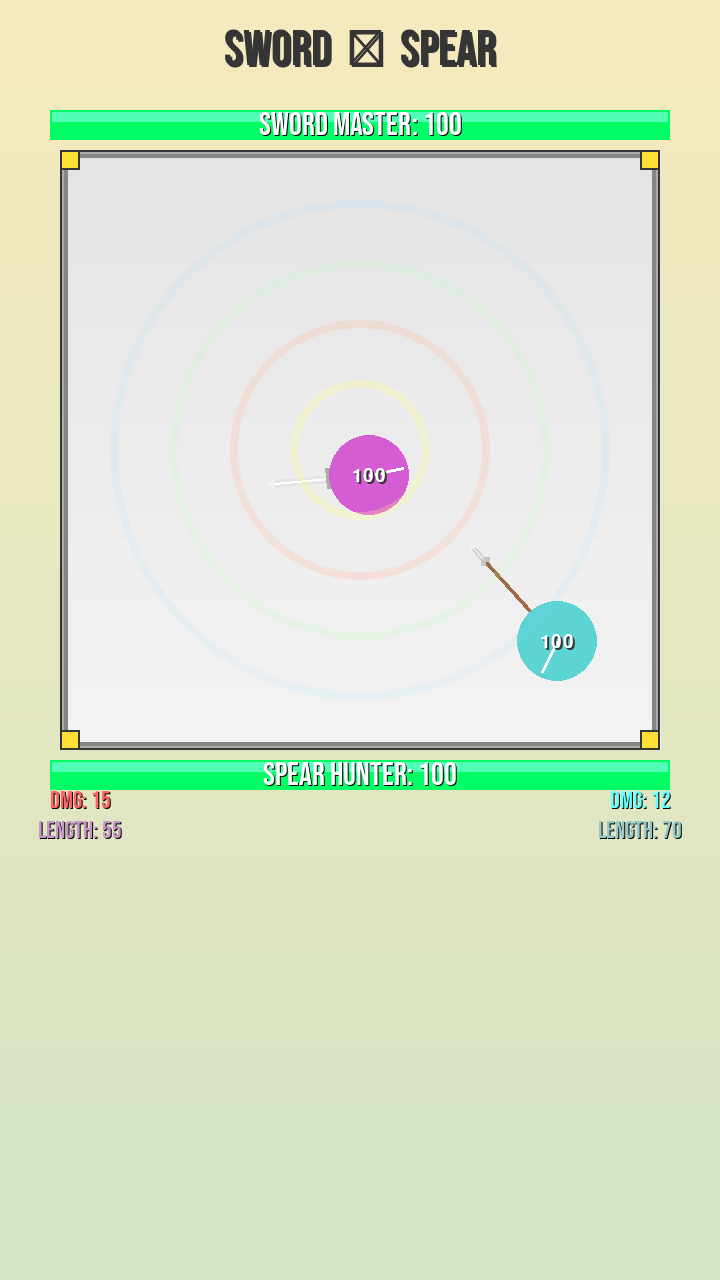 SWORD ☒ SPEAR
SWORD MASTER: 100
100
100
SPEAR HUNTER: 100
DMG: 15
DMG: 12
LENGTH: 55
LENGTH: 70